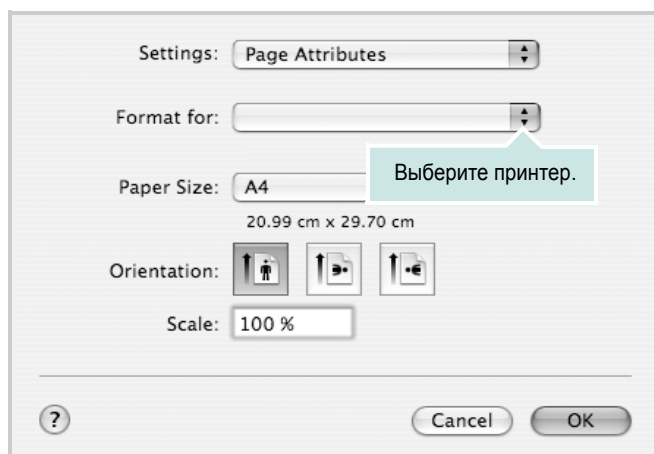 Settings: Page Attributes
Format for:
Выберите принтер.
Paper Size: A4
20.99 cm x 29.70 cm
Orientation:
Scale: 100 %
? Cancel OK